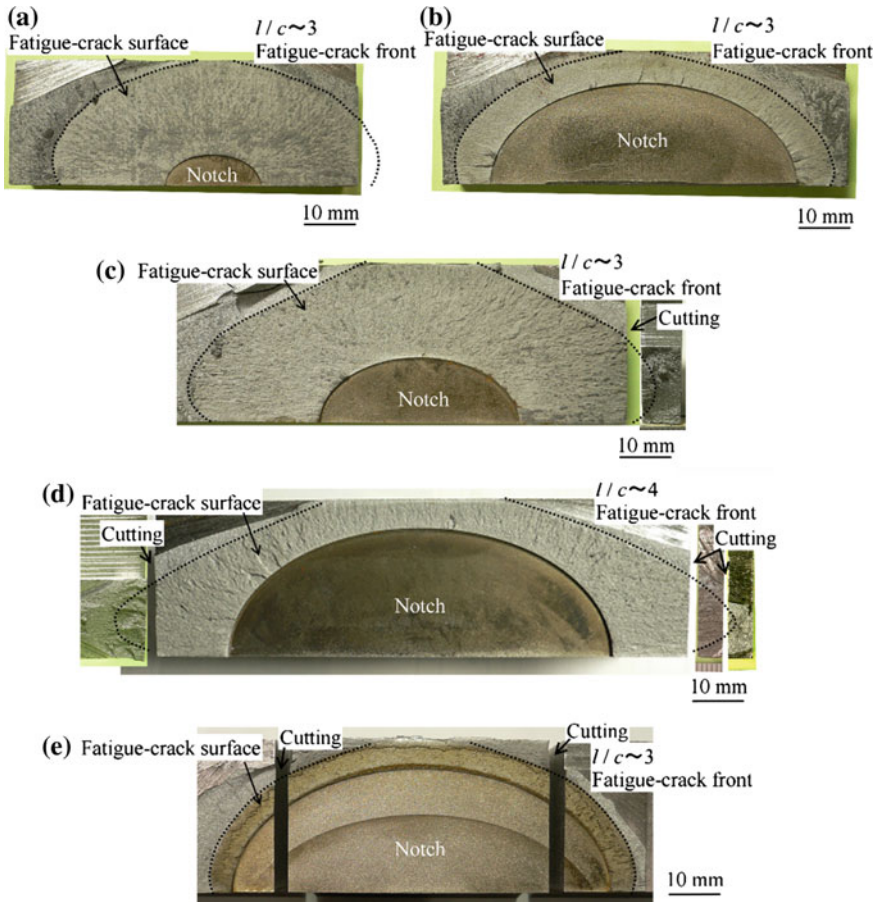 (a)
l / c~3
Fatigue-crack surface
Fatigue-crack front
Notch
10 mm
(b)
l / c~3
Fatigue-crack surface
Fatigue-crack front
Notch
10 mm
(c)
l / c~3
Fatigue-crack surface
Fatigue-crack front
Cutting
Notch
10 mm
(d)
l / c~4
Fatigue-crack surface
Fatigue-crack front
Cutting
Cutting
Notch
10 mm
(e)
Cutting
Cutting
Fatigue-crack surface
l / c~3
Fatigue-crack front
Notch
10 mm